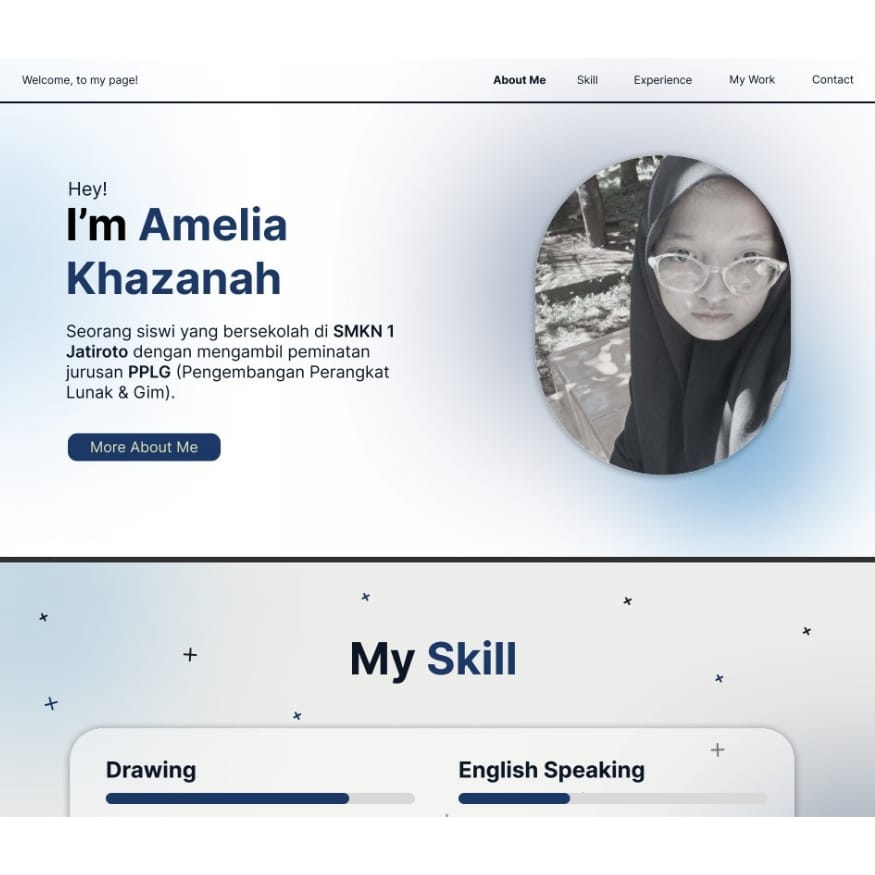 Welcome, to my page!
About Me Skill Experience My Work Contact
Hey!
I’m Amelia
Khazanah
Seorang siswi yang bersekolah di SMKN 1
Jatiroto dengan mengambil peminatan
jurusan PPLG (Pengembangan Perangkat
Lunak & Gim).
More About Me
My Skill
Drawing
English Speaking